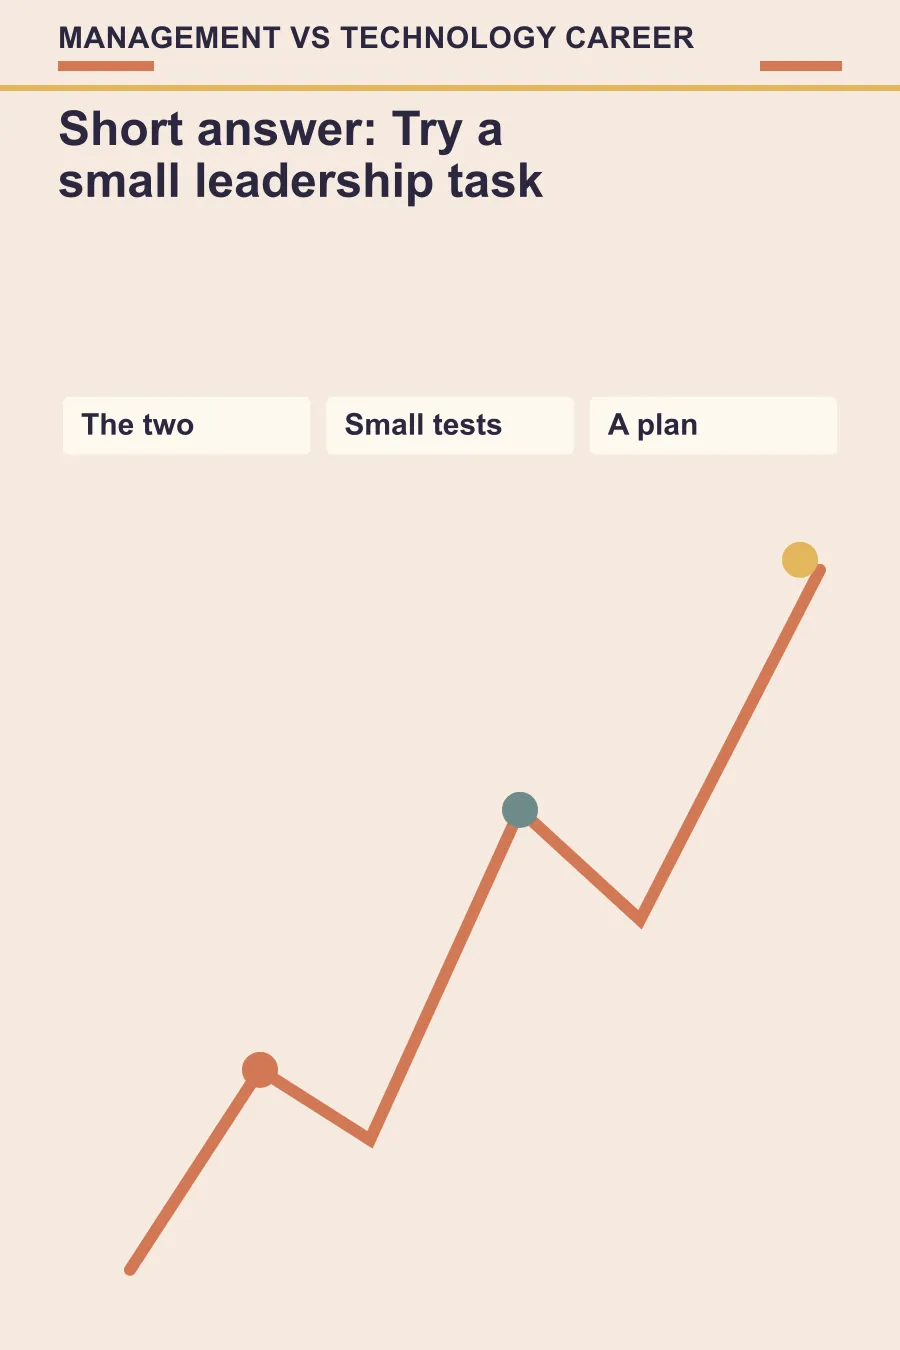 MANAGEMENT VS TECHNOLOGY CAREER
Short answer: Try a
small leadership task
The two
Small tests
A plan